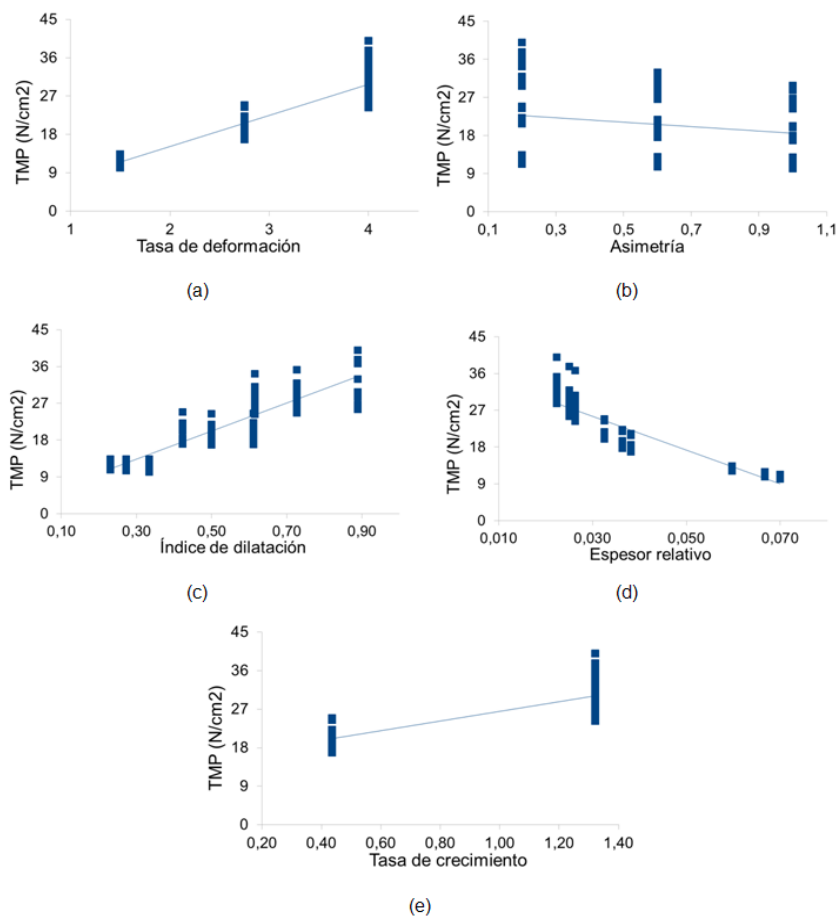 45
36
27
18
9
0
TMP (N/cm2)
1 2 3 4
Tasa de deformación
(a)
45
36
27
18
9
0
TMP (N/cm2)
0,1 0,3 0,5 0,7 0,9 1,1
Asimetría
(b)
45
36
27
18
9
0
TMP (N/cm2)
0,10 0,30 0,50 0,70 0,90
Índice de dilatación
(c)
45
36
27
18
9
0
TMP (N/cm2)
0,010 0,030 0,050 0,070
Espesor relativo
(d)
45
36
27
18
9
0
TMP (N/cm2)
0,20 0,40 0,60 0,80 1,00 1,20 1,40
Tasa de crecimiento
(e)